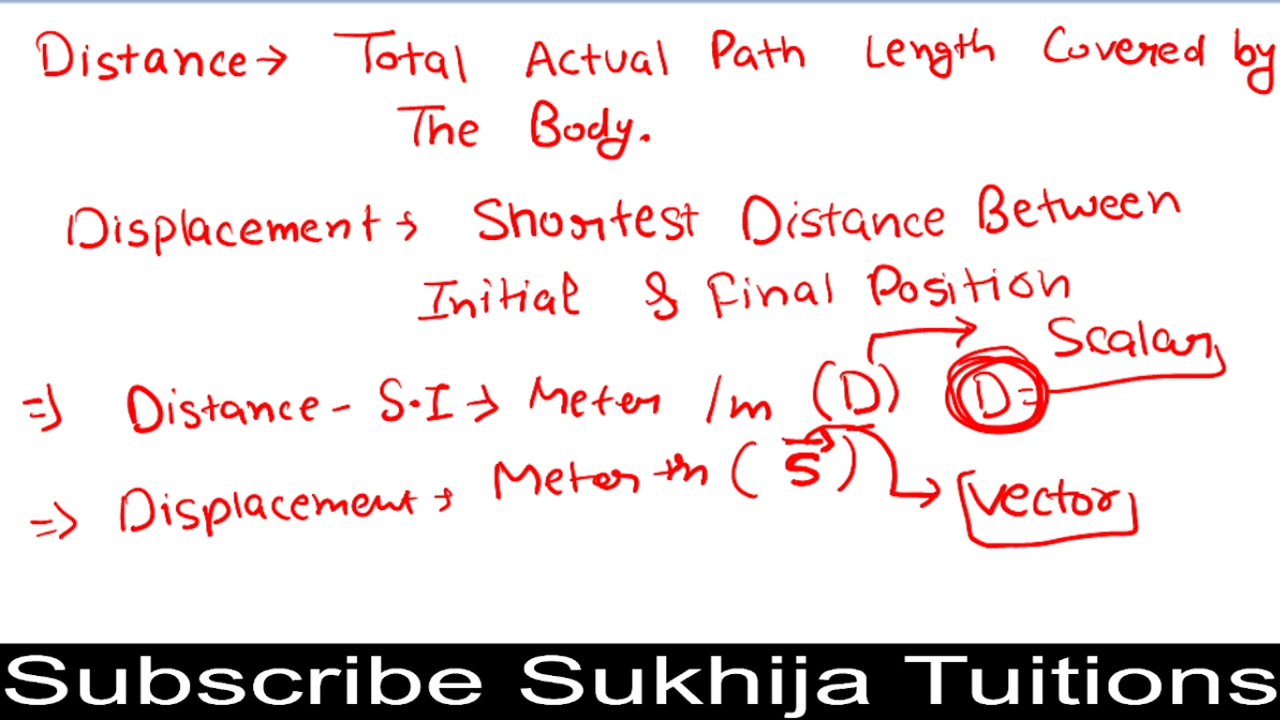 Distance → Total Actual Path Length Covered by
The Body.
Displacement → Shortest Distance Between
Initial & Final Position
⇒ Distance - S.I → Meter /m (D) D= Scalar
⇒ Displacement → Meter m (s⃗) → Vector
Subscribe Sukhija Tuitions